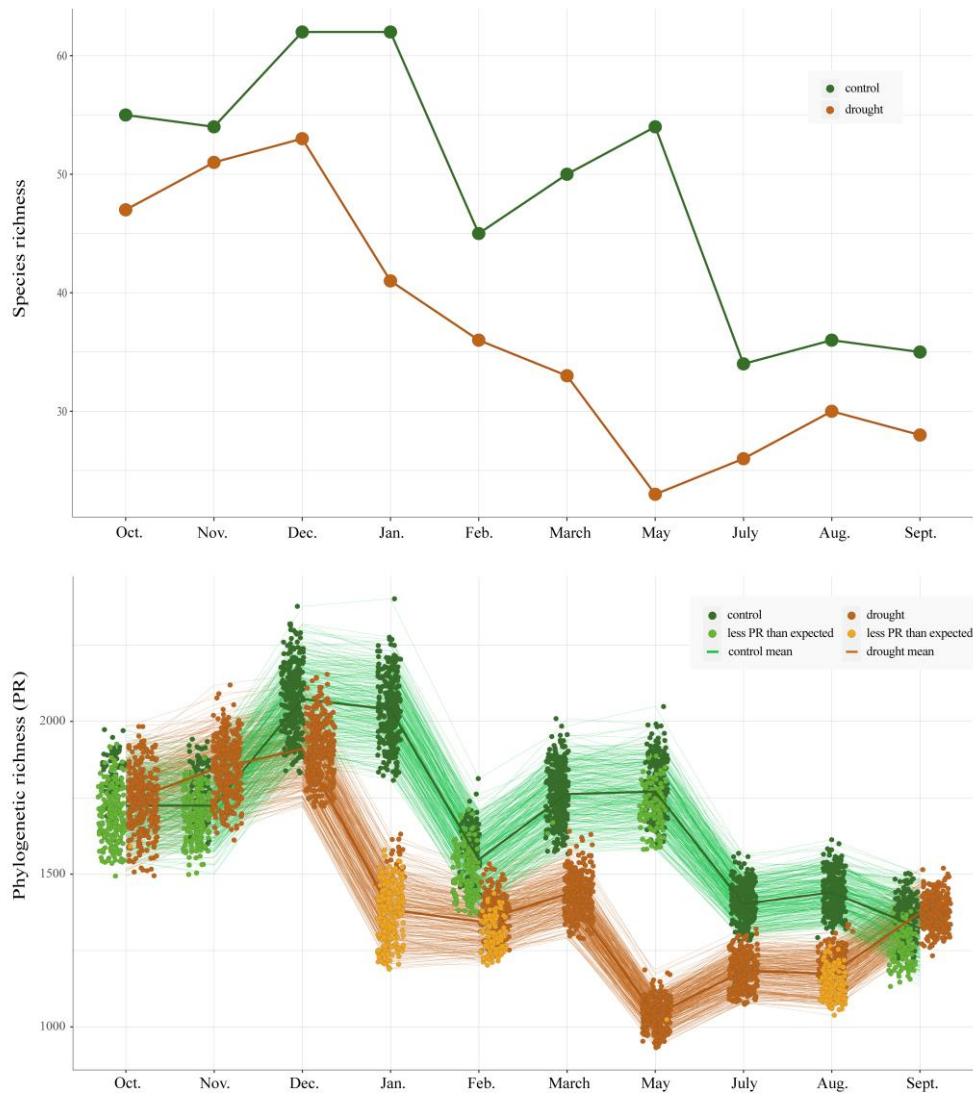 60
50
40
30
Species richness
control
drought
Oct. Nov. Dec. Jan. Feb. March May July Aug. Sept.
2000
1500
1000
Phylogenetic richness (PR)
control drought
less PR than expected less PR than expected
control mean drought mean
Oct. Nov. Dec. Jan. Feb. March May July Aug. Sept.